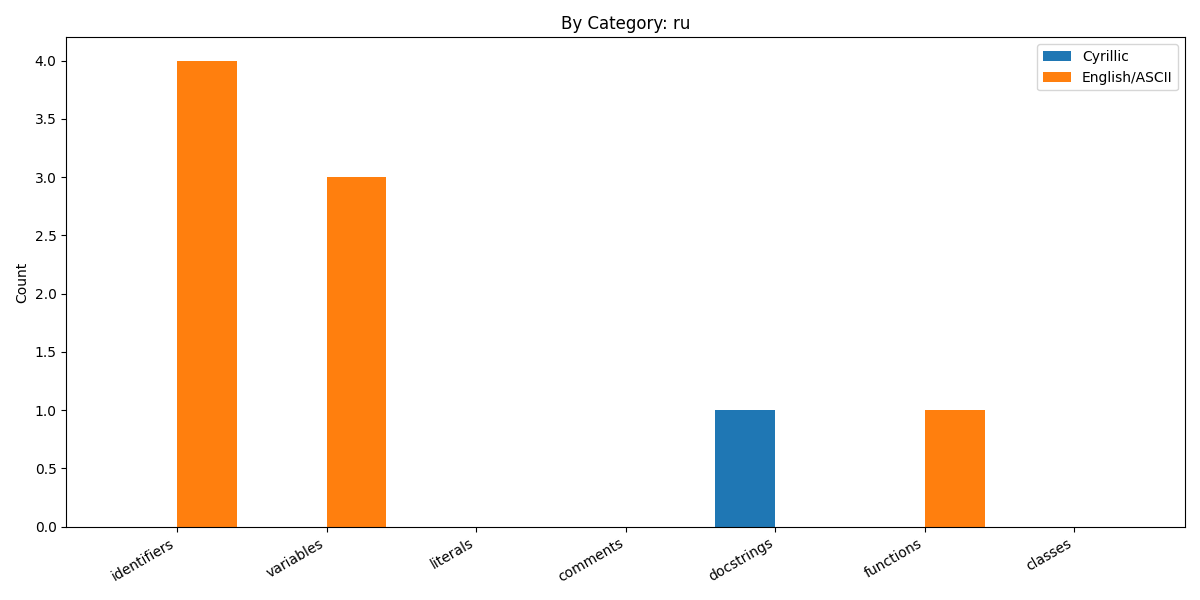 By Category: ru
Cyrillic
English/ASCII
4.0
3.5
3.0
2.5
2.0
1.5
1.0
0.5
0.0
Count
identifiers
variables
literals
comments
docstrings
functions
classes